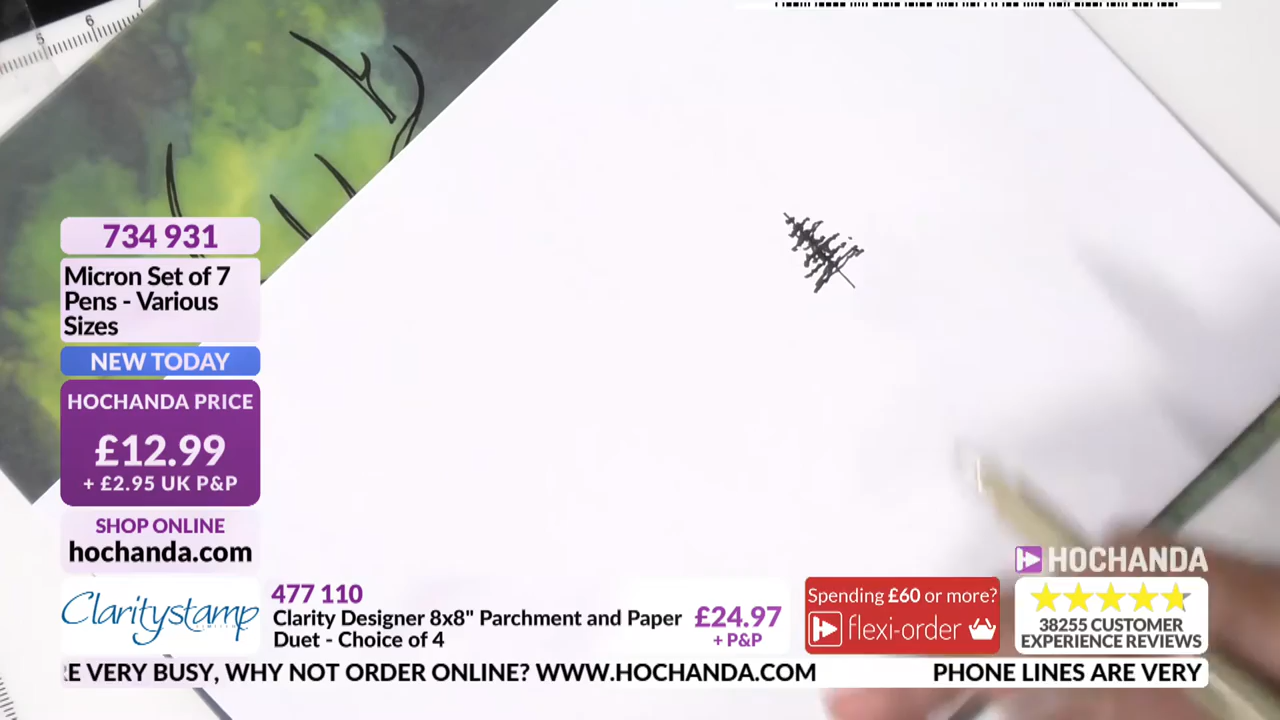 5
6
7
734 931
Micron Set of 7
Pens - Various
Sizes
NEW TODAY
HOCHANDA PRICE
£12.99
+ £2.95 UK P&P
SHOP ONLINE
hochanda.com
Claritystamp
477 110
Clarity Designer 8x8" Parchment and Paper
Duet - Choice of 4
£24.97
+ P&P
Spending £60 or more?
flexi-order
HOCHANDA
38255 CUSTOMER
EXPERIENCE REVIEWS
E VERY BUSY, WHY NOT ORDER ONLINE? WWW.HOCHANDA.COM PHONE LINES ARE VERY